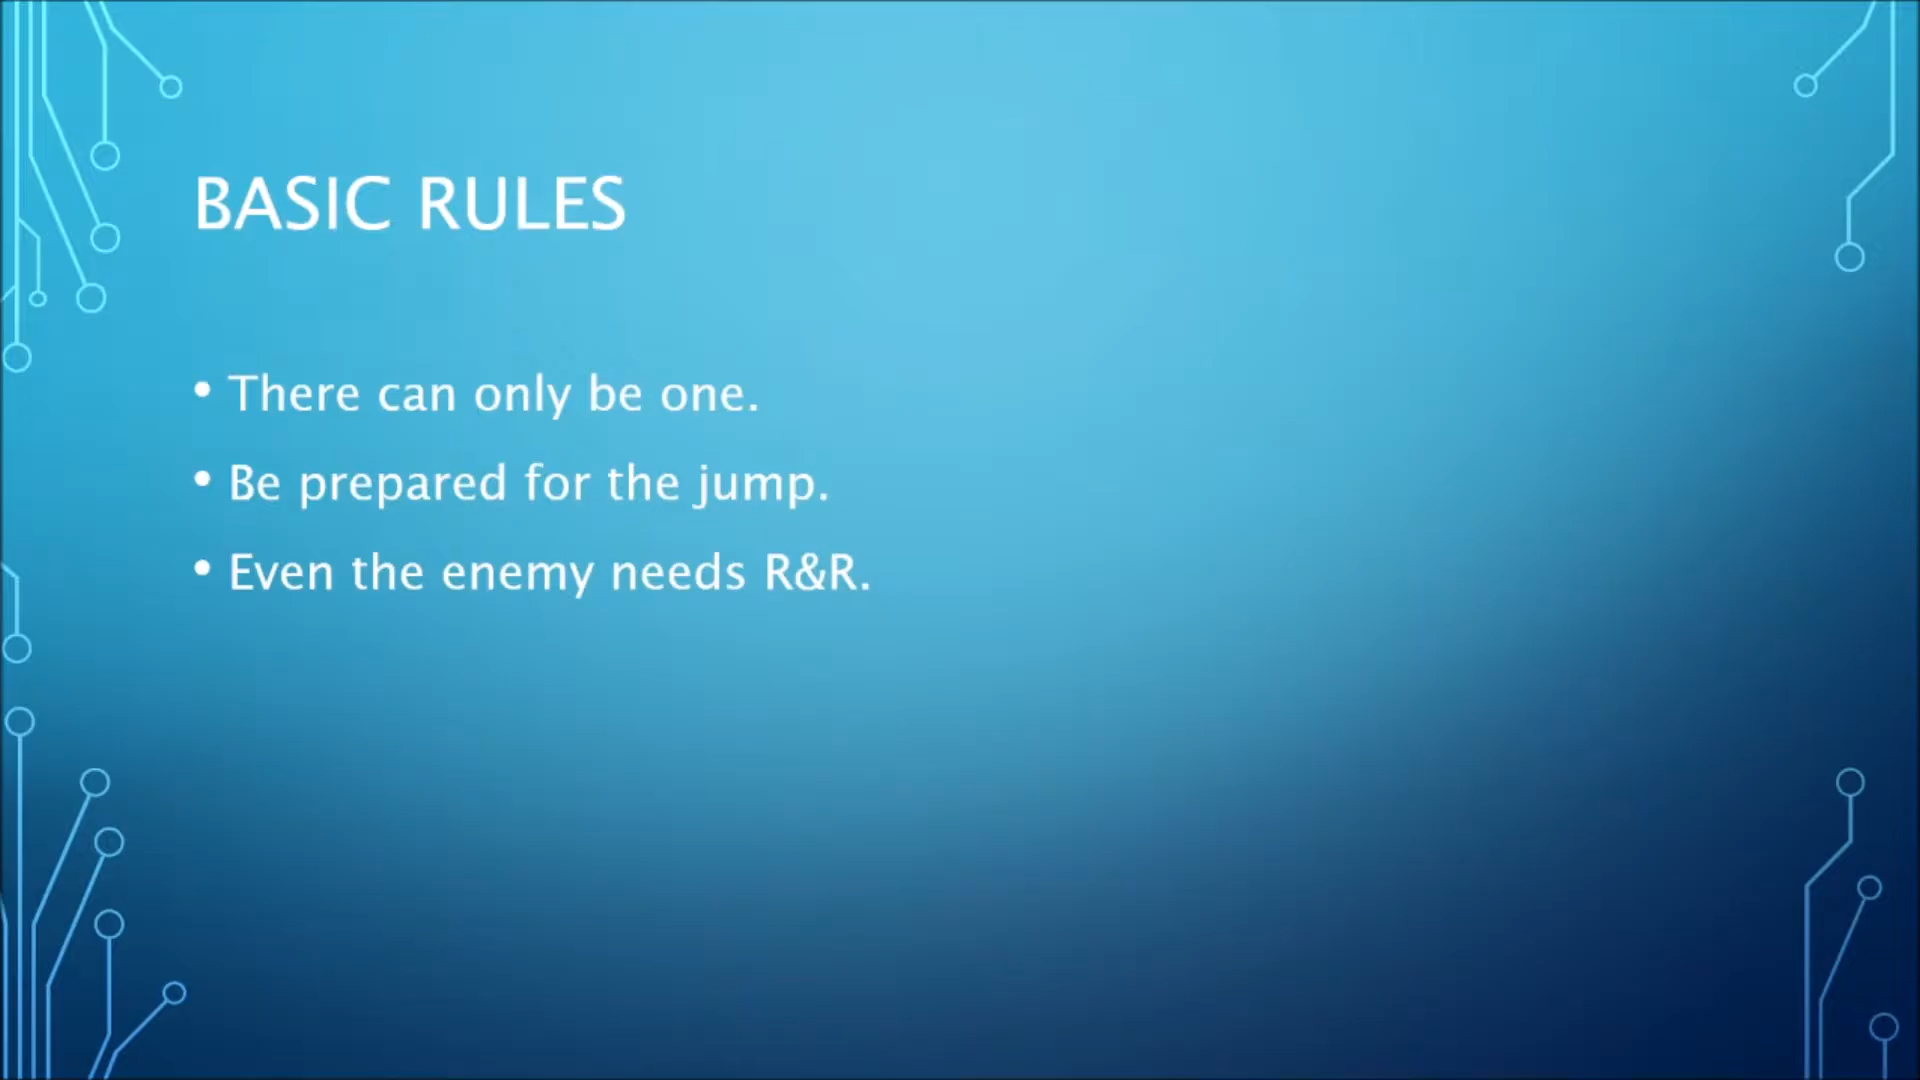 BASIC RULES
• There can only be one.
• Be prepared for the jump.
• Even the enemy needs R&R.